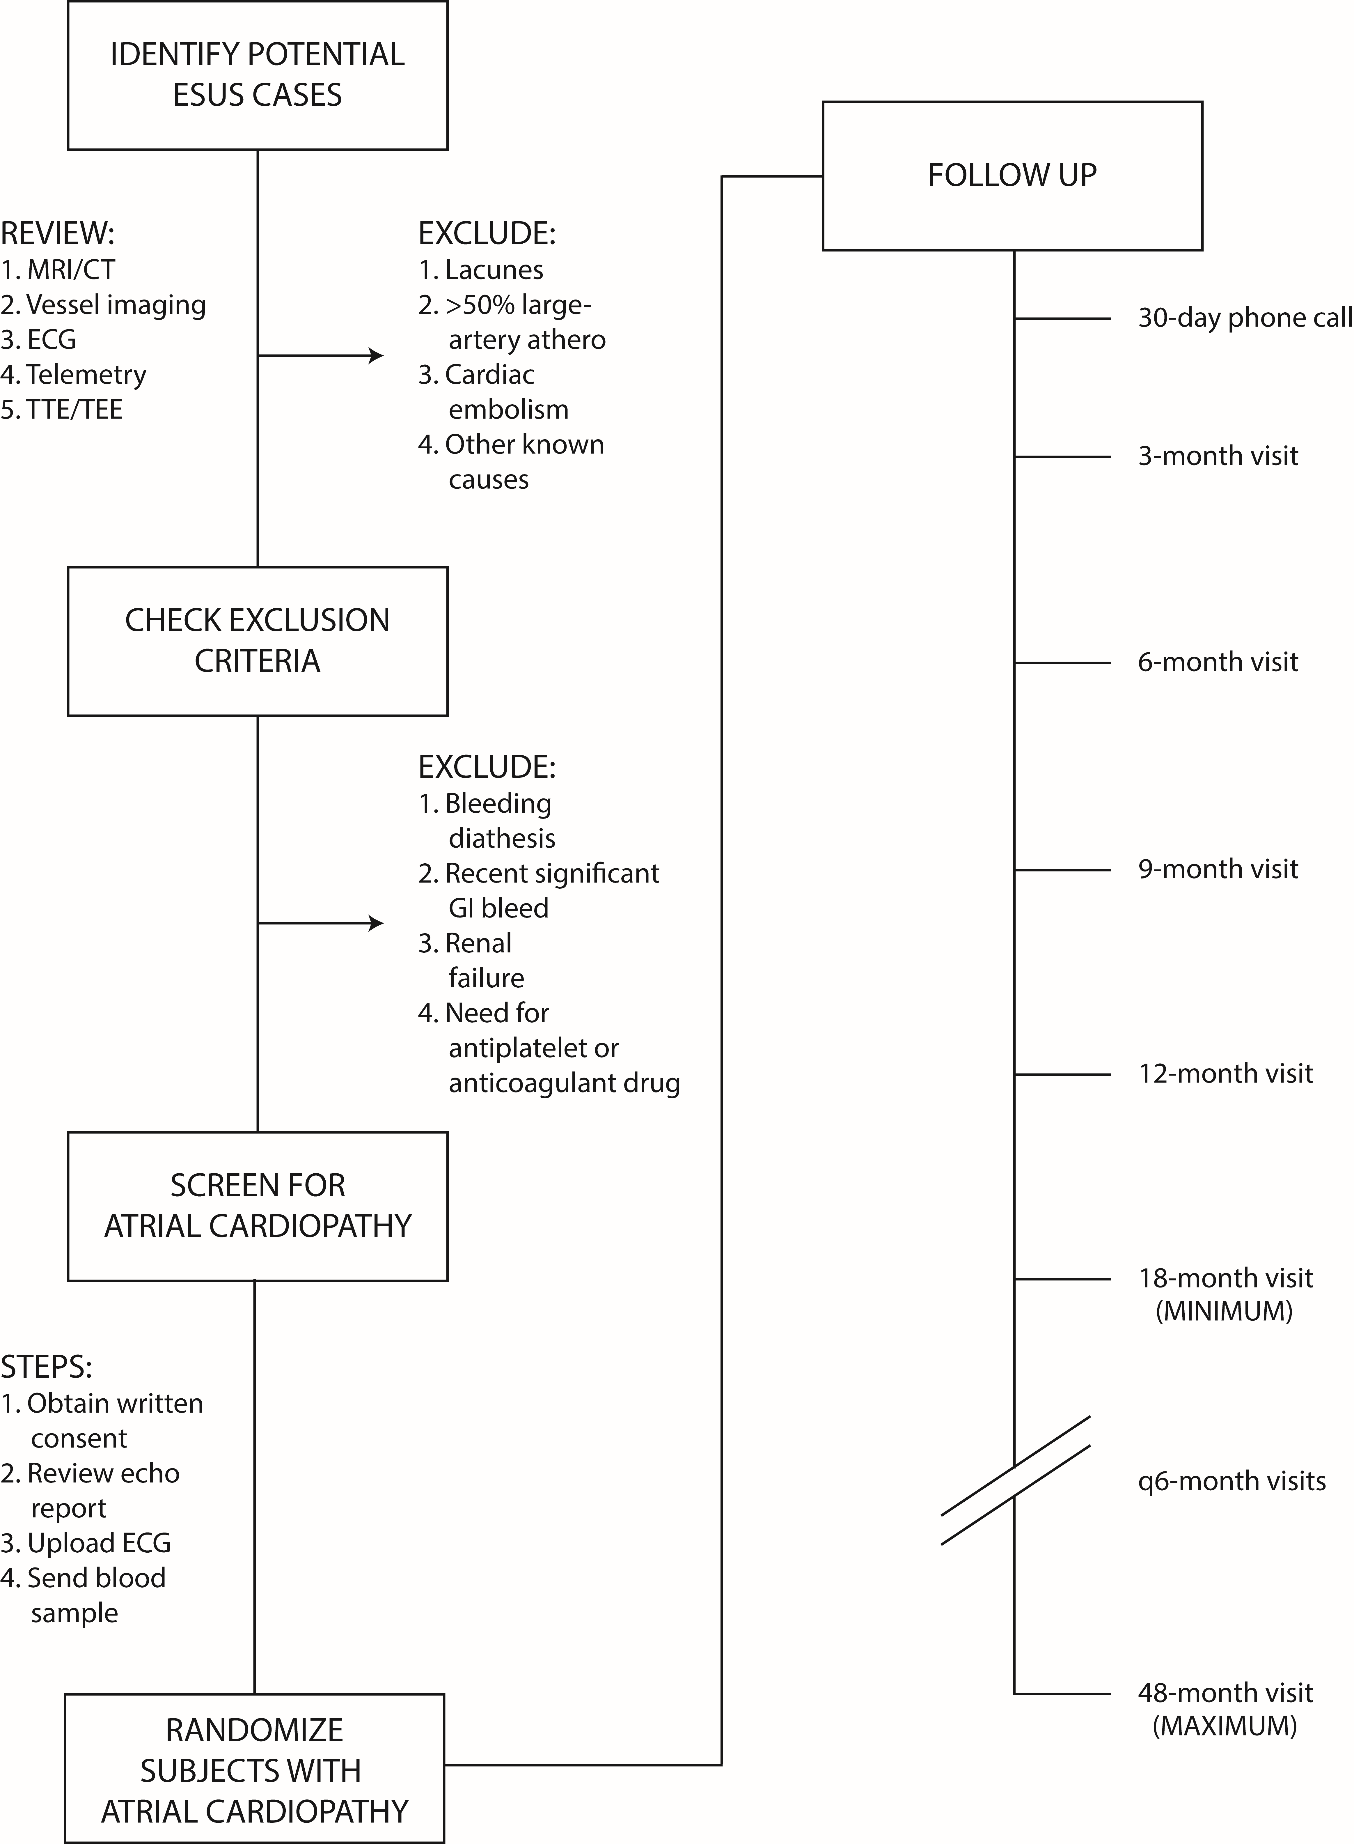 IDENTIFY POTENTIAL
ESUS CASES
REVIEW:
1. MRI/CT
2. Vessel imaging
3. ECG
4. Telemetry
5. TTE/TEE
EXCLUDE:
1. Lacunes
2. >50% large-
artery athero
3. Cardiac
embolism
4. Other known
causes
CHECK EXCLUSION
CRITERIA
EXCLUDE:
1. Bleeding
diathesis
2. Recent significant
GI bleed
3. Renal
failure
4. Need for
antiplatelet or
anticoagulant drug
SCREEN FOR
ATRIAL CARDIOPATHY
STEPS:
1. Obtain written
consent
2. Review echo
report
3. Upload ECG
4. Send blood
sample
RANDOMIZE
SUBJECTS WITH
ATRIAL CARDIOPATHY
FOLLOW UP
30-day phone call
3-month visit
6-month visit
9-month visit
12-month visit
18-month visit
(MINIMUM)
q6-month visits
48-month visit
(MAXIMUM)